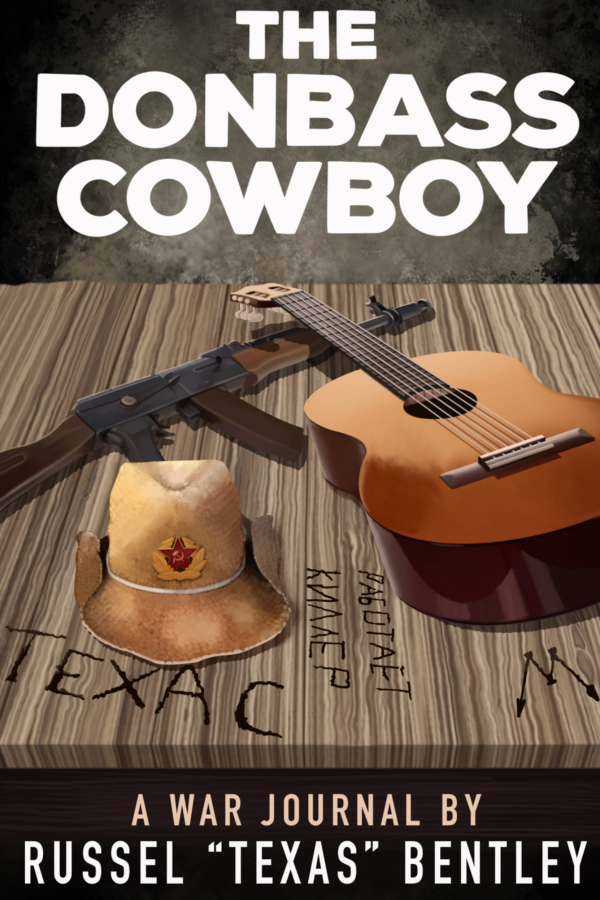 THE
DONBASS
COWBOY
ТЕХАС
РАБОТАЕТ
КИЛЛЕР
A WAR JOURNAL BY
RUSSEL “TEXAS” BENTLEY